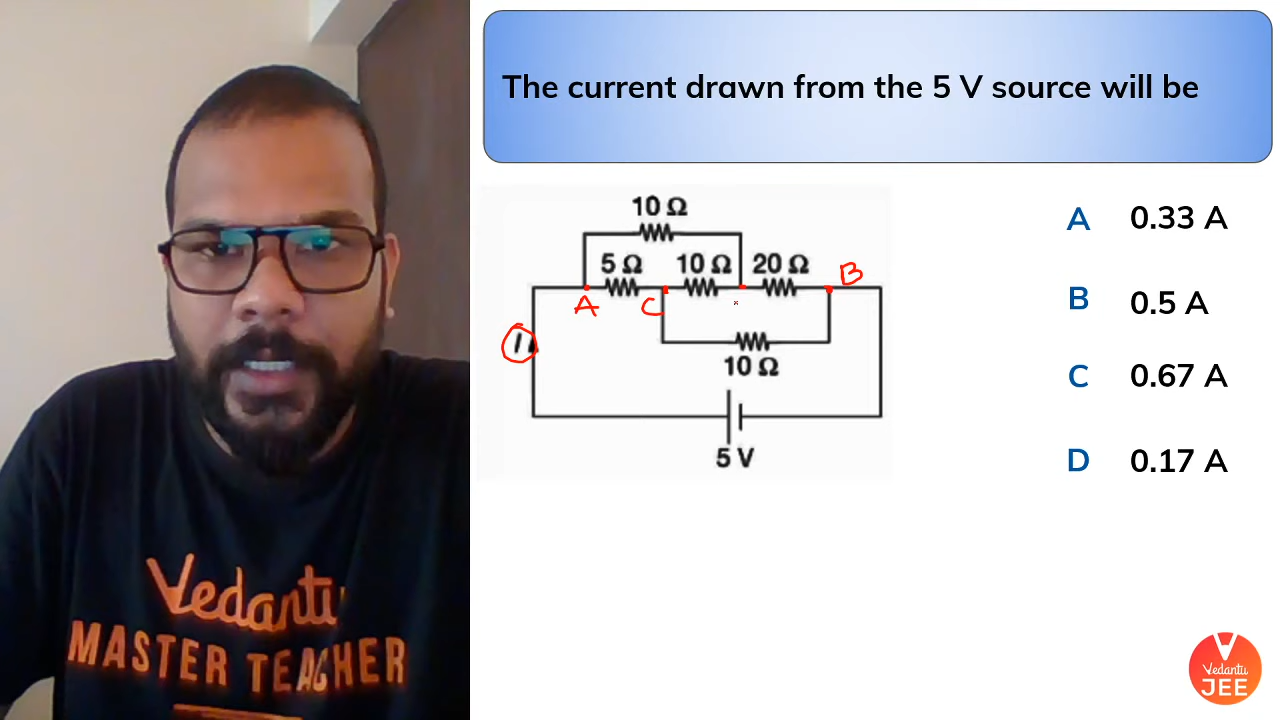 The current drawn from the 5 V source will be
10 Ω
5 Ω 10 Ω 20 Ω B
A C
10 Ω
5 V
A 0.33 A
B 0.5 A
C 0.67 A
D 0.17 A
Vedantu
MASTER TEACHER
Vedantu
JEE